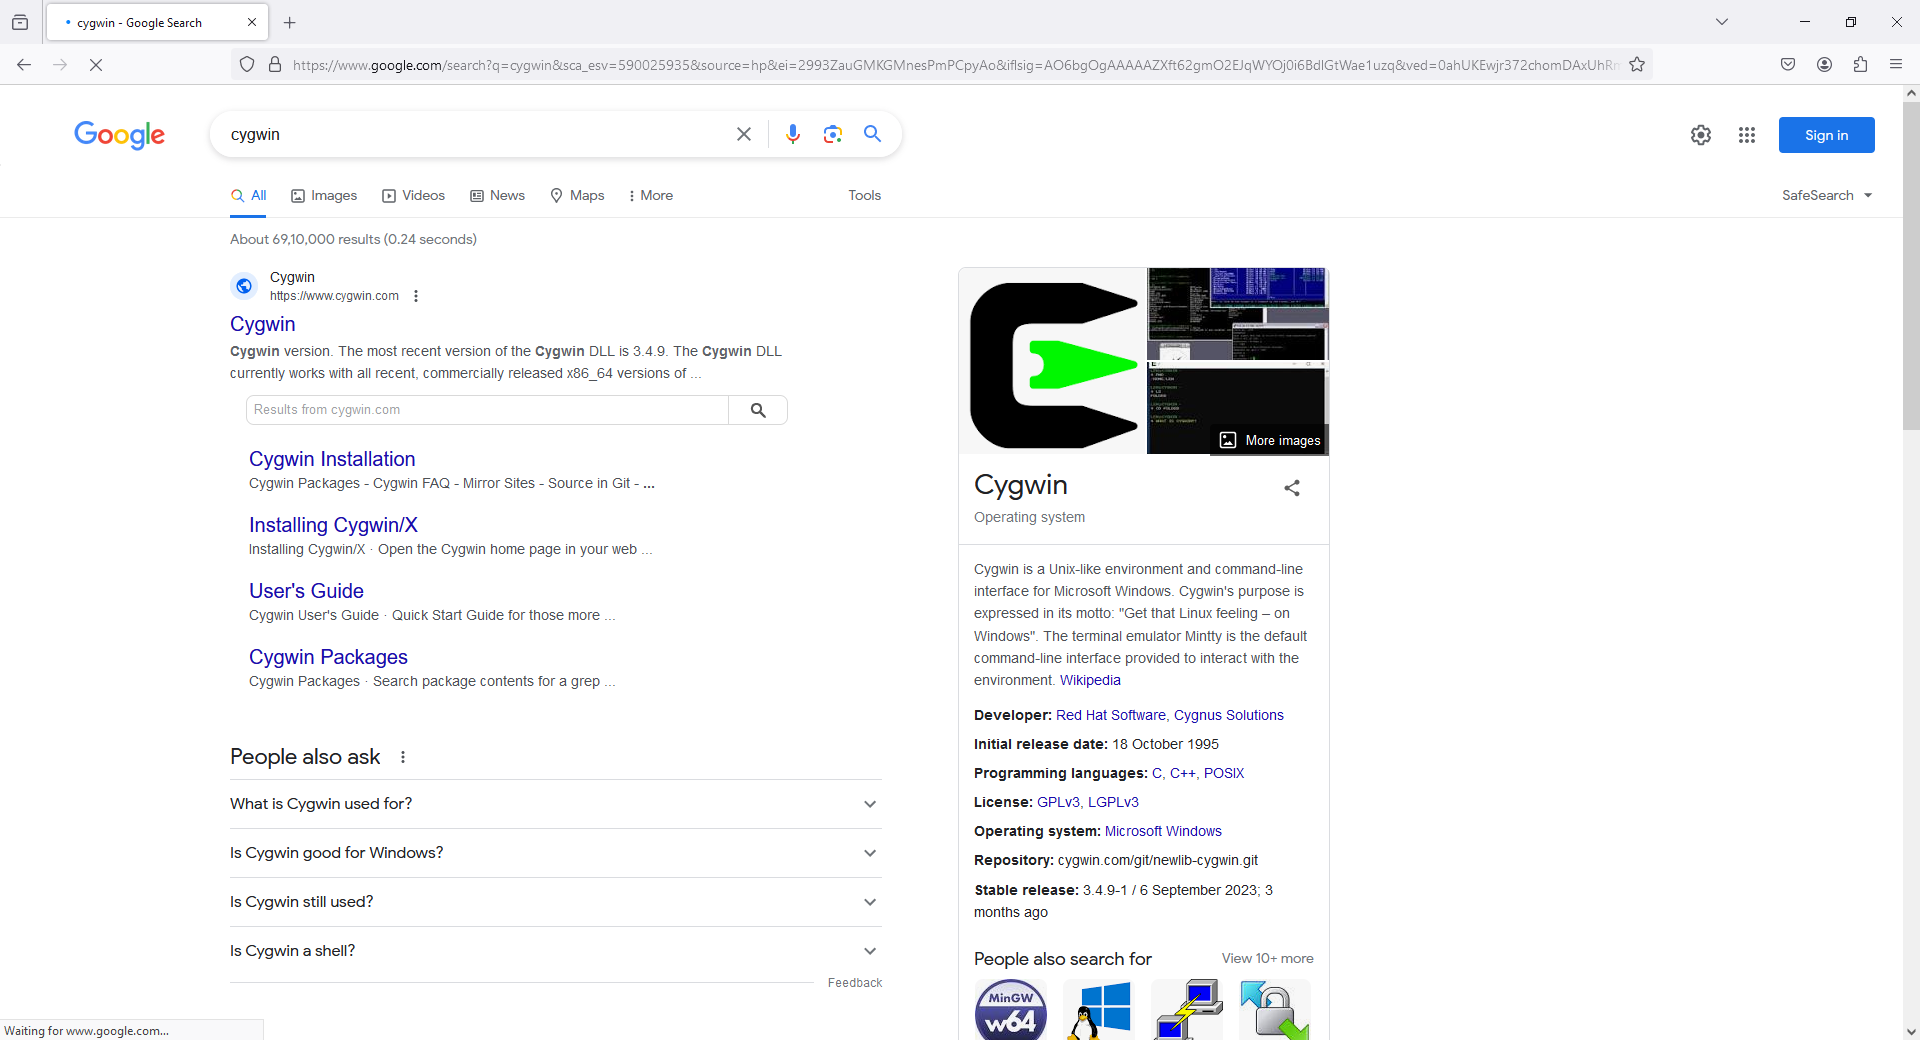 cygwin - Google Search
https://www.google.com/search?q=cygwin&sca_esv=590025935&source=hp&ei=2993ZauGMKGMnesPmPCpyAo&iflsig=AO6bgOgAAAAAZXft62gmO2EJqWYOj0i6BdlGtWae1uzq&ved=0ahUKEwjr372chomDAxUhRm
Google
cygwin
Sign in
All
Images
Videos
News
Maps
More
Tools
SafeSearch
About 69,10,000 results (0.24 seconds)
Cygwin
https://www.cygwin.com
Cygwin
Cygwin version. The most recent version of the Cygwin DLL is 3.4.9. The Cygwin DLL
currently works with all recent, commercially released x86_64 versions of ...
Results from cygwin.com
Cygwin Installation
Cygwin Packages - Cygwin FAQ - Mirror Sites - Source in Git - ...
Installing Cygwin/X
Installing Cygwin/X · Open the Cygwin home page in your web ...
User's Guide
Cygwin User's Guide · Quick Start Guide for those more ...
Cygwin Packages
Cygwin Packages · Search package contents for a grep ...
People also ask
What is Cygwin used for?
Is Cygwin good for Windows?
Is Cygwin still used?
Is Cygwin a shell?
Feedback
More images
Cygwin
Operating system
Cygwin is a Unix-like environment and command-line
interface for Microsoft Windows. Cygwin's purpose is
expressed in its motto: "Get that Linux feeling – on
Windows". The terminal emulator Mintty is the default
command-line interface provided to interact with the
environment. Wikipedia
Developer: Red Hat Software, Cygnus Solutions
Initial release date: 18 October 1995
Programming languages: C, C++, POSIX
License: GPLv3, LGPLv3
Operating system: Microsoft Windows
Repository: cygwin.com/git/newlib-cygwin.git
Stable release: 3.4.9-1 / 6 September 2023; 3
months ago
People also search for
View 10+ more
MinGW
w64
Waiting for www.google.com...